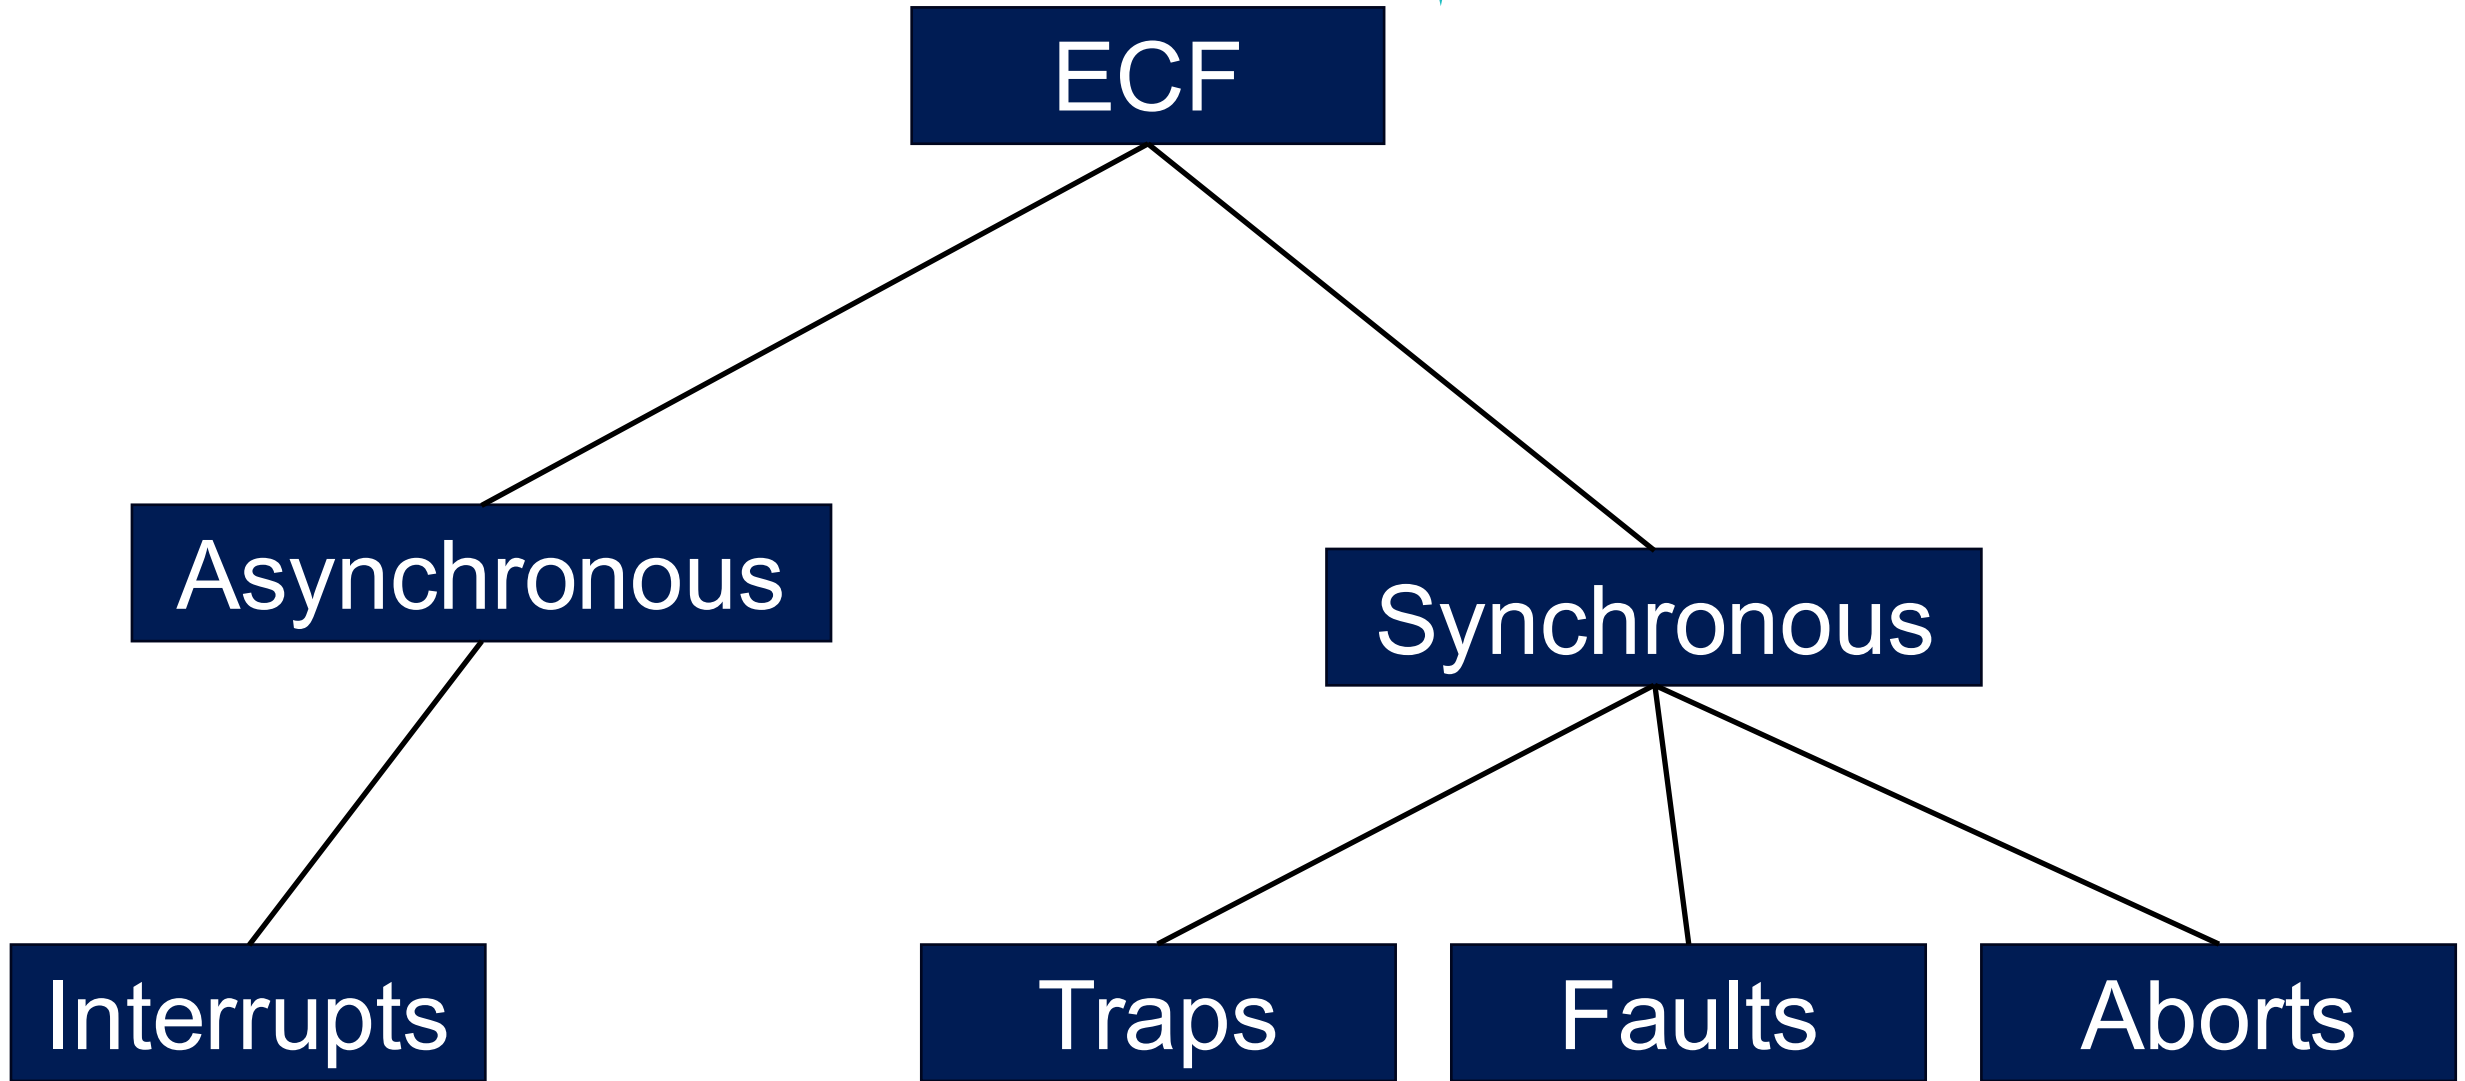 ECF
Asynchronous
Synchronous
Interrupts
Traps
Faults
Aborts